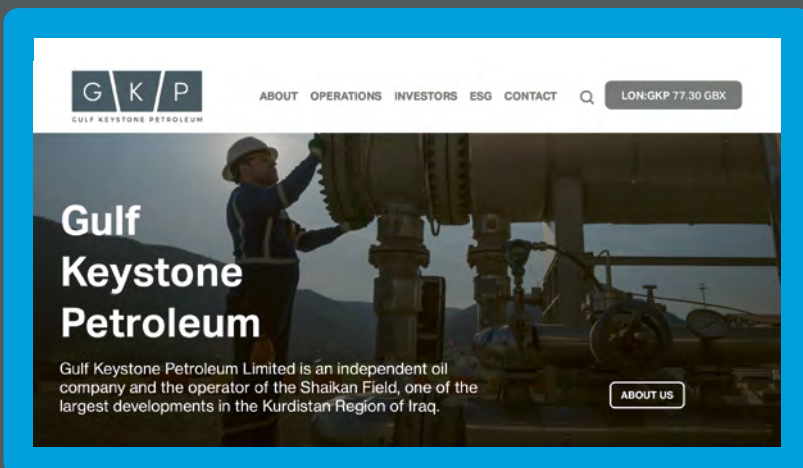 G K P
GULF KEYSTONE PETROLEUM
ABOUT OPERATIONS INVESTORS ESG CONTACT
LON:GKP 77.30 GBX
Gulf
Keystone
Petroleum
Gulf Keystone Petroleum Limited is an independent oil
company and the operator of the Shaikan Field, one of the
largest developments in the Kurdistan Region of Iraq.
ABOUT US